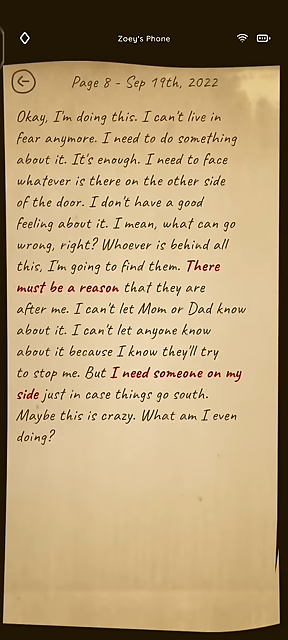 Zoey's Phone
Page 8 - Sep 19th, 2022
Okay, I'm doing this. I can't live in
fear anymore. I need to do something
about it. It's enough. I need to face
whatever is there on the other side
of the door. I don't have a good
feeling about it. I mean, what can go
wrong, right? Whoever is behind all
this, I'm going to find them. There
must be a reason that they are
after me. I can't let Mom or Dad know
about it. I can't let anyone know
about it because I know they'll try
to stop me. But I need someone on my
side just in case things go south.
Maybe this is crazy. What am I even
doing?